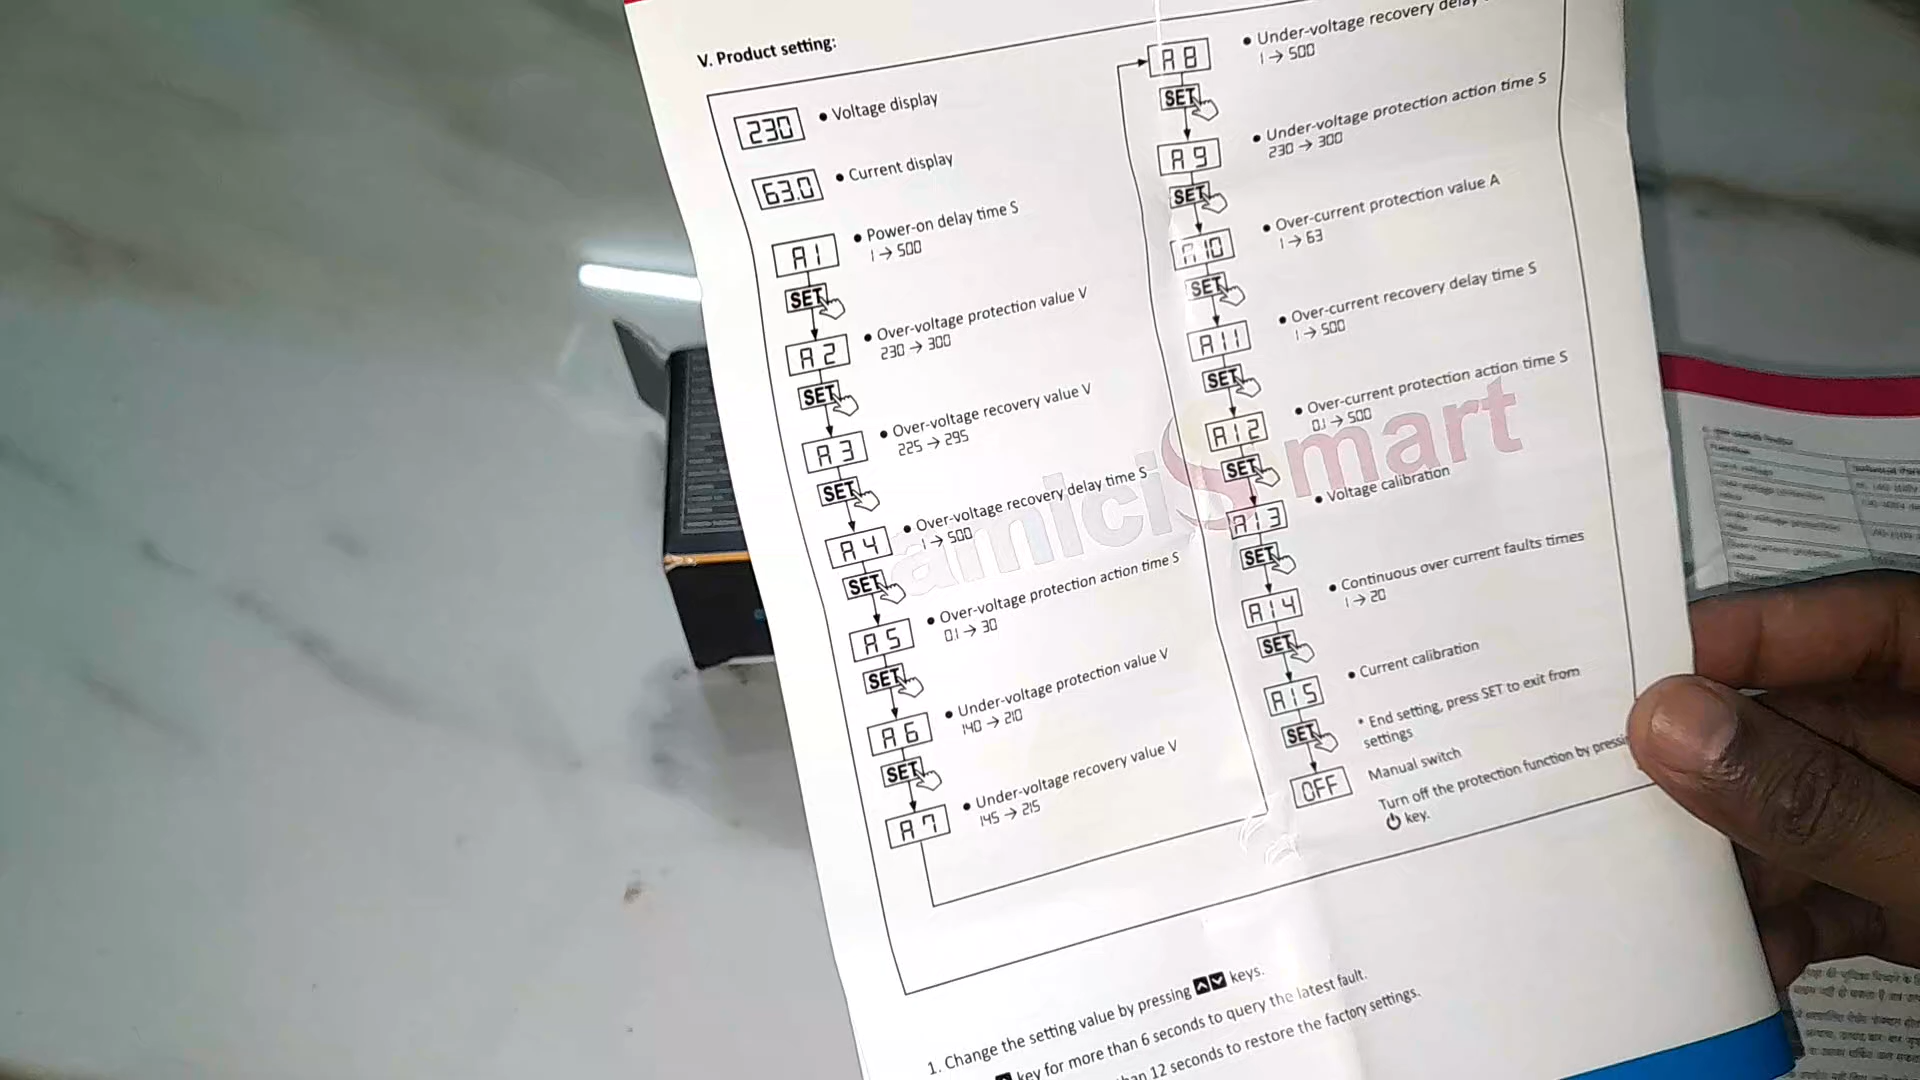 V. Product setting:
230
• Voltage display
63.0
• Current display
A1
• Power-on delay time S
1 → 500
SET
A2
• Over-voltage protection value V
230 → 300
SET
A3
• Over-voltage recovery value V
225 → 295
SET
A4
• Over-voltage recovery delay time S
1 → 500
SET
A5
• Over-voltage protection action time S
0.1 → 30
SET
A6
• Under-voltage protection value V
140 → 210
SET
A7
• Under-voltage recovery value V
145 → 215
A8
• Under-voltage recovery delay
1 → 500
SET
A9
• Under-voltage protection action time S
230 → 300
SET
A10
• Over-current protection value A
1 → 63
SET
A11
• Over-current recovery delay time S
1 → 500
SET
A12
• Over-current protection action time S
0.1 → 500
SET
A13
• Voltage calibration
SET
A14
• Continuous over current faults times
1 → 20
SET
A15
• Current calibration
SET
* End setting, press SET to exit from
settings
OFF
Manual switch
Turn off the protection function by
key.
amiciSmart
1. Change the setting value by pressing keys.
key for more than 6 seconds to query the latest fault.
12 seconds to restore the factory settings.